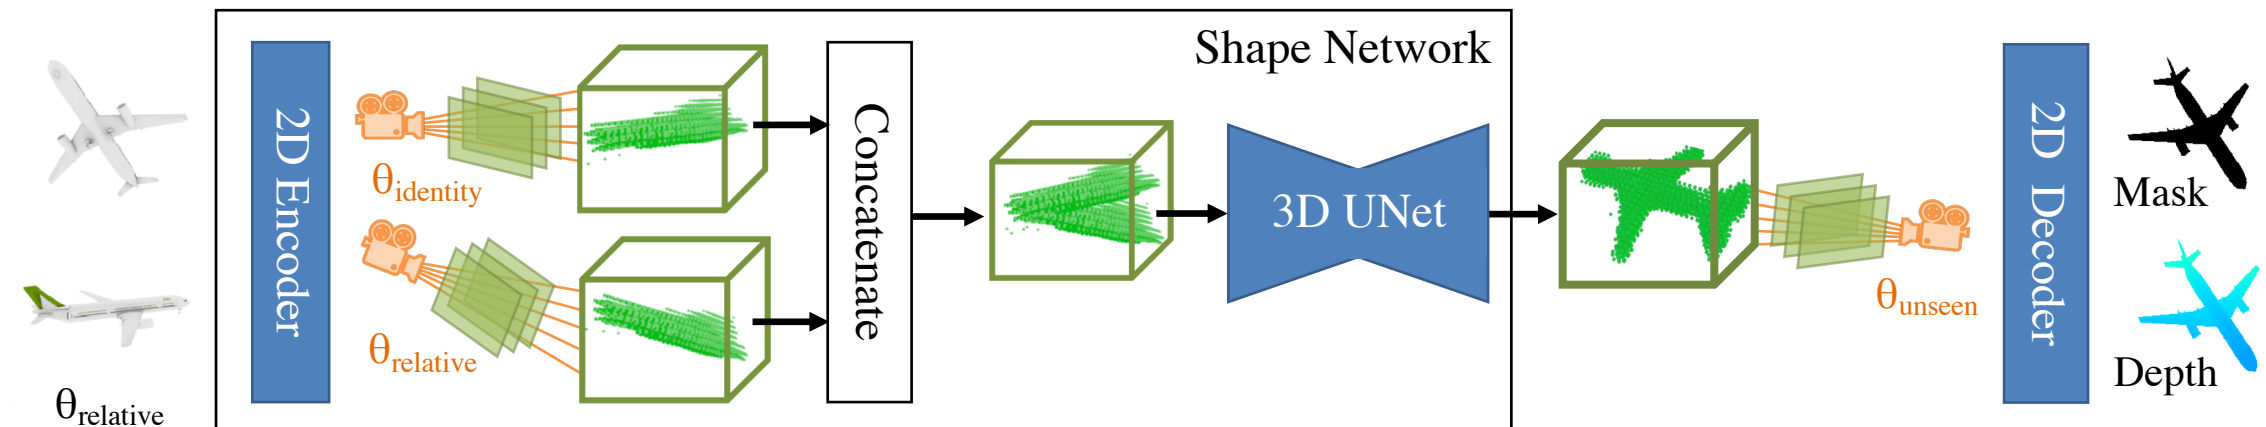 θrelative
2D Encoder
θidentity
θrelative
Concatenate
Shape Network
3D UNet
θunseen
2D Decoder
Mask
Depth